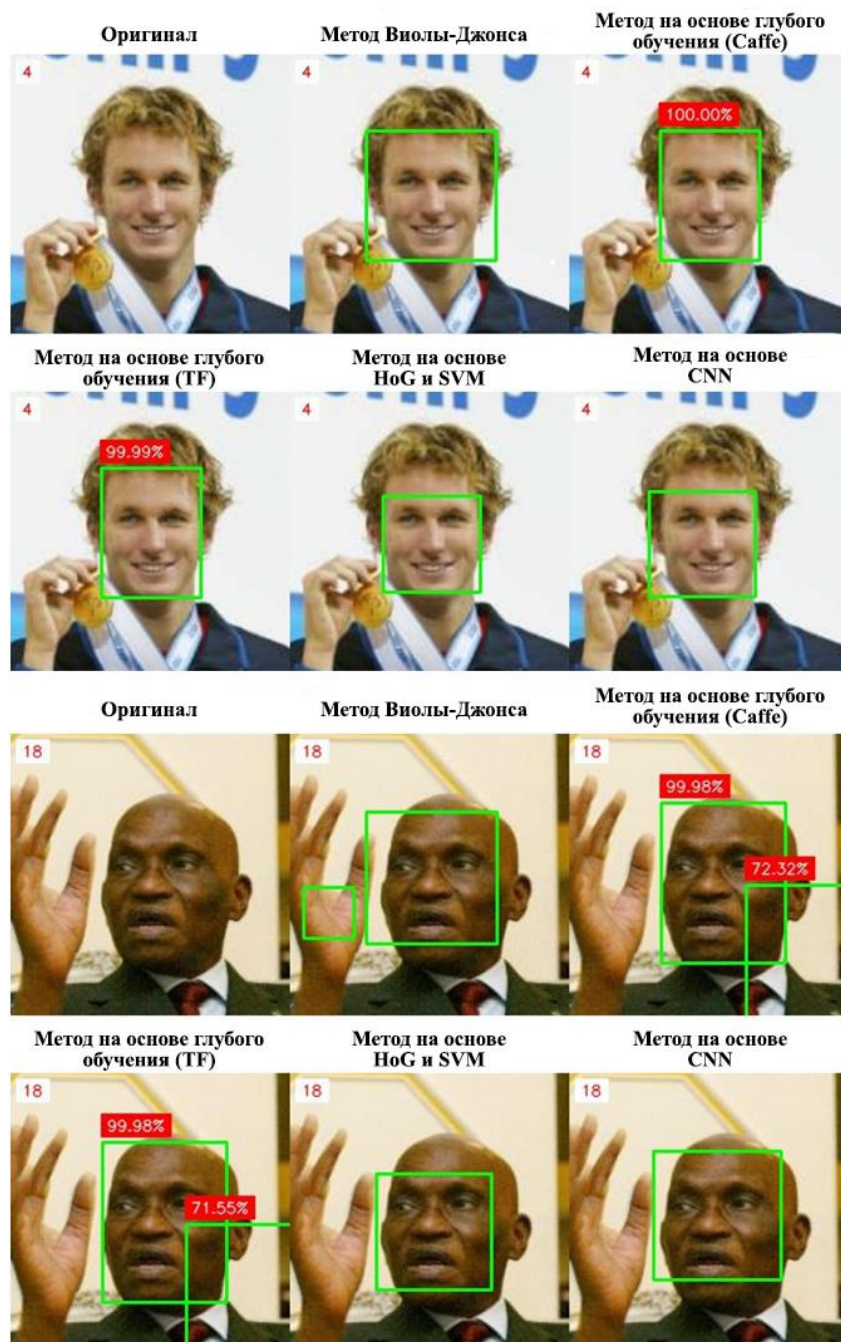 Оригинал
Метод Виолы-Джонса
Метод на основе глубого
обучения (Caffe)
4
4
4
100.00%
Метод на основе глубого
обучения (TF)
Метод на основе
HoG и SVM
Метод на основе
CNN
4
4
4
99.99%
Оригинал
Метод Виолы-Джонса
Метод на основе глубого
обучения (Caffe)
18
18
18
99.98%
72.32%
Метод на основе глубого
обучения (TF)
Метод на основе
HoG и SVM
Метод на основе
CNN
18
18
18
99.98%
71.55%